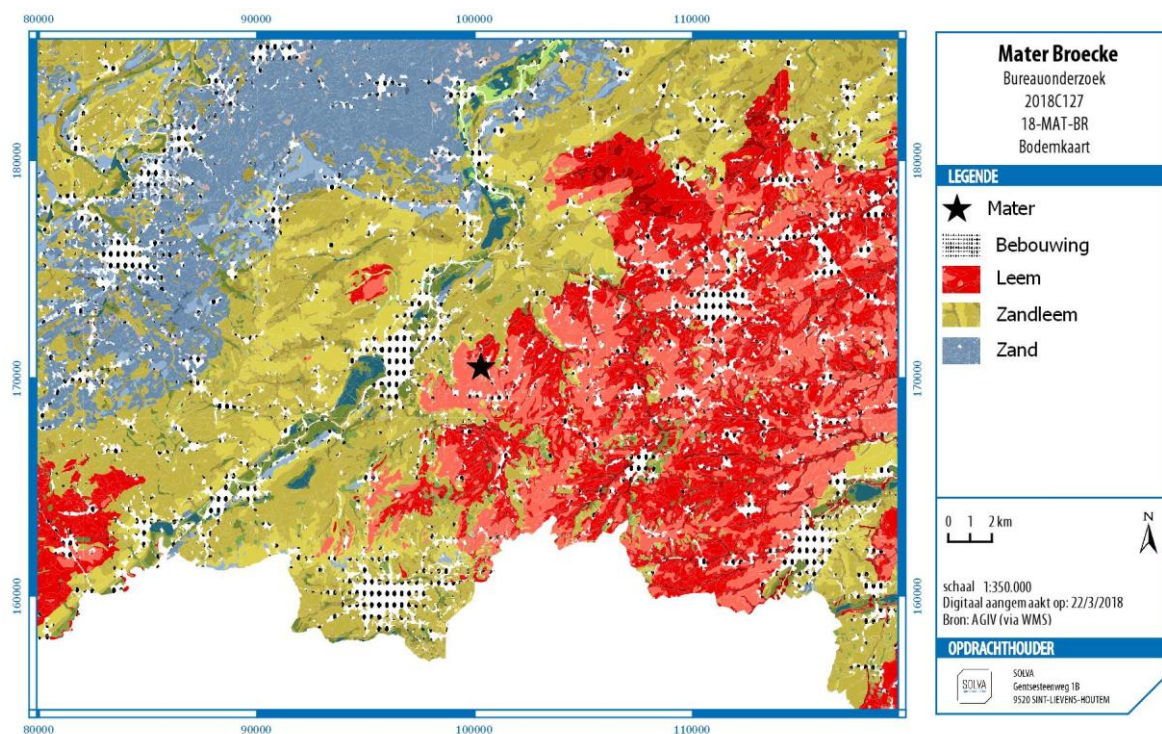 80000
90000
100000
110000
180000
170000
160000
180000
170000
160000
80000
90000
100000
110000
Mater Broecke
Bureauonderzoek
2018C127
18-MAT-BR
Bodemkaart
LEGENDE
Mater
Bebouwing
Leem
Zandleem
Zand
0 1 2 km
N
schaal 1:350.000
Digitaal aangemaakt op: 22/3/2018
Bron: AGIV (via WMS)
OPDRACHTHOUDER
SOLVA
SOLVA
Gentsesteenweg 1B
9520 SINT-LIEVENS-HOUTEM